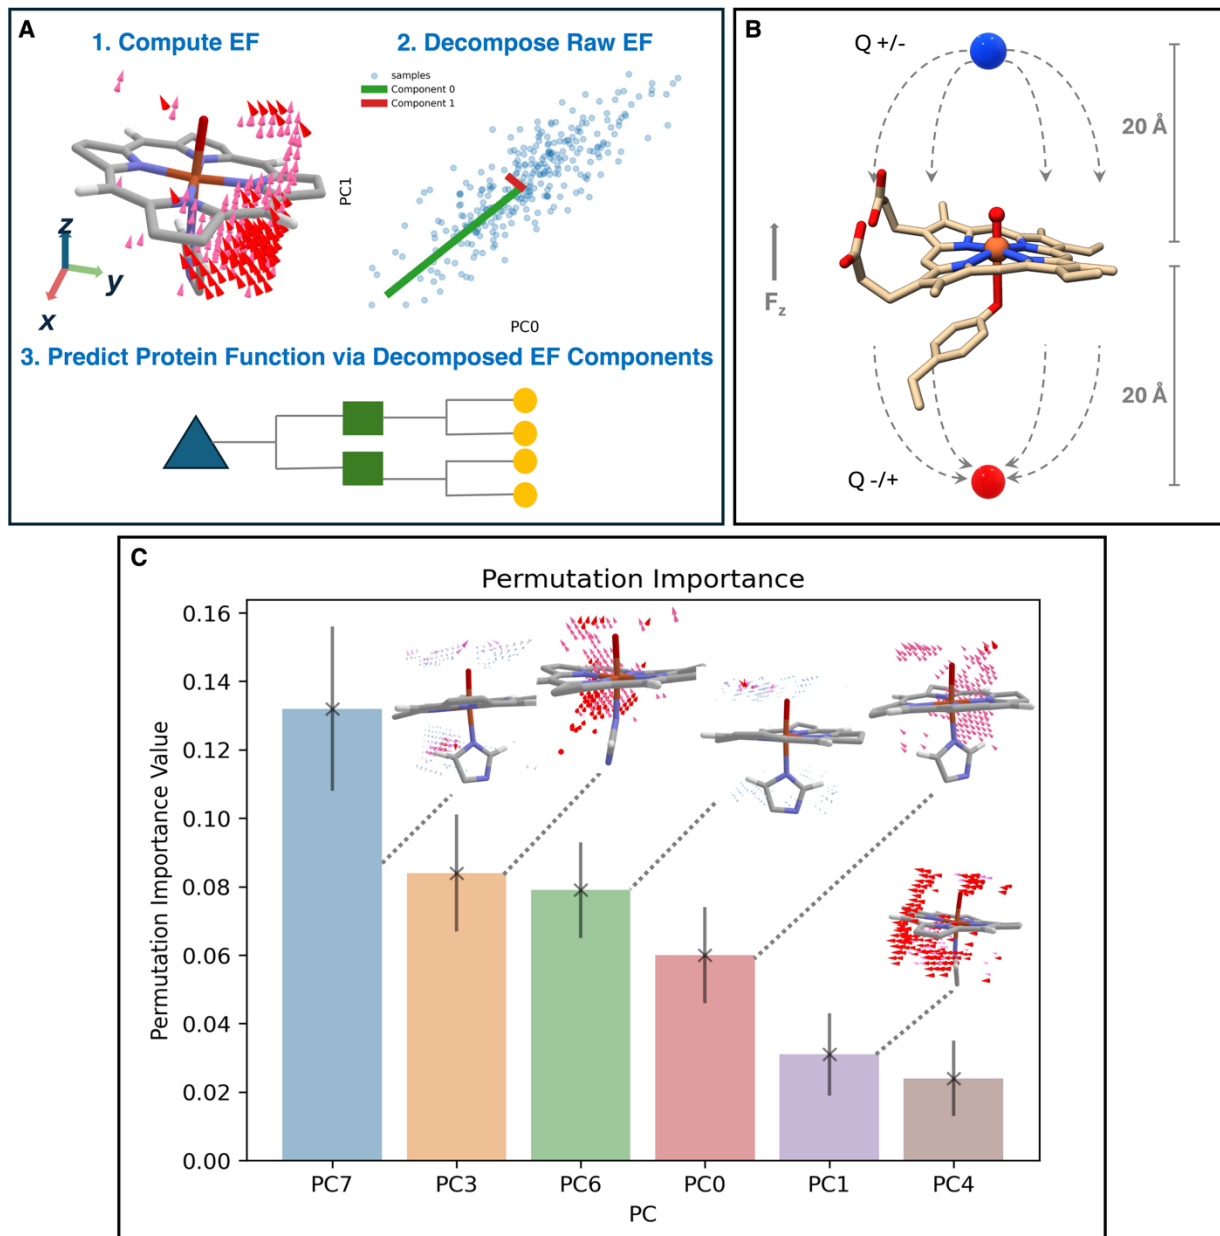 A
1. Compute EF
2. Decompose Raw EF
samples
Component 0
Component 1
PC1
z
y
x
PC0
3. Predict Protein Function via Decomposed EF Components
B
Q +/-
20 Å
Fz
20 Å
Q -/+
C
Permutation Importance
0.16
0.14
0.12
0.10
0.08
0.06
0.04
0.02
0.00
Permutation Importance Value
PC7 PC3 PC6 PC0 PC1 PC4
PC